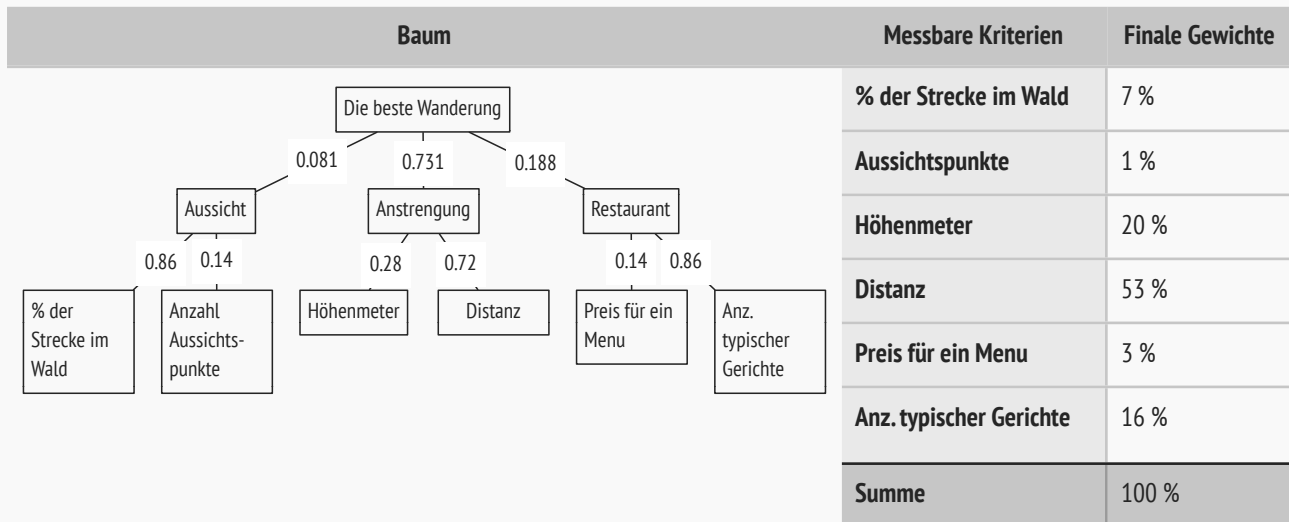 Baum
Messbare Kriterien
Finale Gewichte
Die beste Wanderung
0.081
0.731
0.188
Aussicht
Anstrengung
Restaurant
0.86
0.14
0.28
0.72
0.14
0.86
% der
Strecke im
Wald
Anzahl
Aussichts-
punkte
Höhenmeter
Distanz
Preis für ein
Menu
Anz.
typischer
Gerichte
% der Strecke im Wald
7 %
Aussichtspunkte
1 %
Höhenmeter
20 %
Distanz
53 %
Preis für ein Menu
3 %
Anz. typischer Gerichte
16 %
Summe
100 %